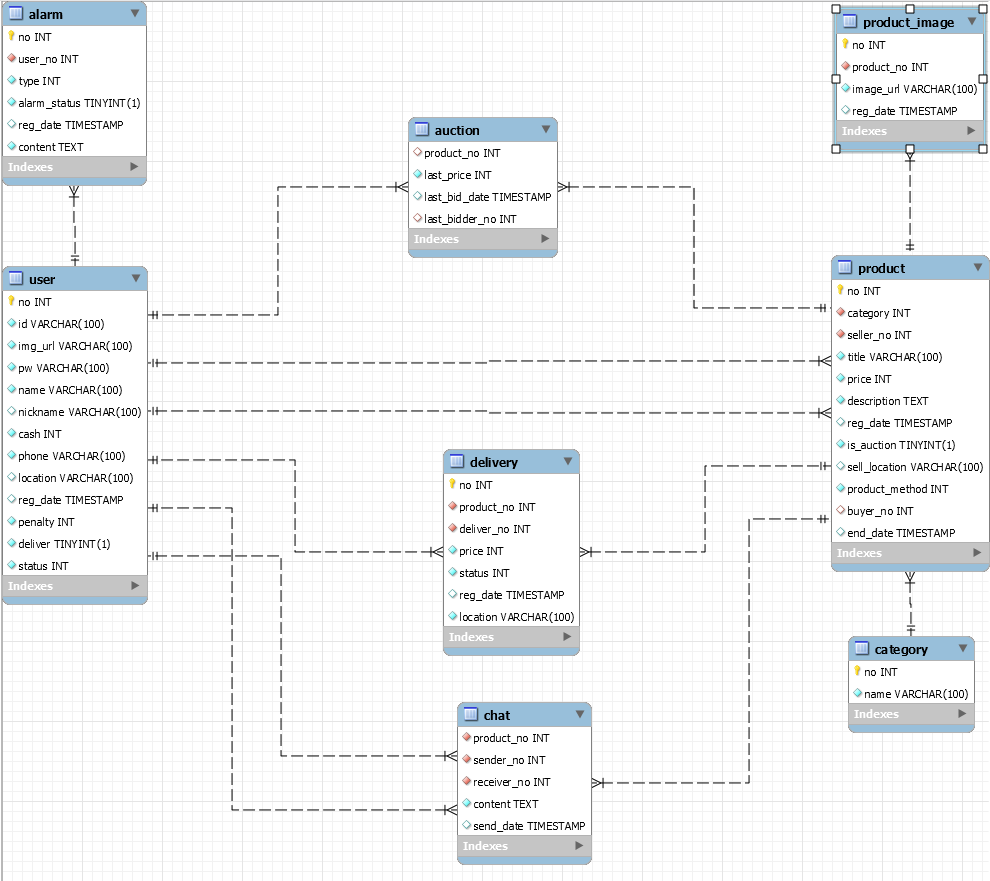 alarm
no INT
user_no INT
type INT
alarm_status TINYINT(1)
reg_date TIMESTAMP
content TEXT
Indexes
product_image
no INT
product_no INT
image_url VARCHAR(100)
reg_date TIMESTAMP
Indexes
auction
product_no INT
last_price INT
last_bid_date TIMESTAMP
last_bidder_no INT
Indexes
user
no INT
id VARCHAR(100)
img_url VARCHAR(100)
pw VARCHAR(100)
name VARCHAR(100)
nickname VARCHAR(100)
cash INT
phone VARCHAR(100)
location VARCHAR(100)
reg_date TIMESTAMP
penalty INT
deliver TINYINT(1)
status INT
Indexes
product
no INT
category INT
seller_no INT
title VARCHAR(100)
price INT
description TEXT
reg_date TIMESTAMP
is_auction TINYINT(1)
sell_location VARCHAR(100)
product_method INT
buyer_no INT
end_date TIMESTAMP
Indexes
delivery
no INT
product_no INT
deliver_no INT
price INT
status INT
reg_date TIMESTAMP
location VARCHAR(100)
Indexes
category
no INT
name VARCHAR(100)
Indexes
chat
product_no INT
sender_no INT
receiver_no INT
content TEXT
send_date TIMESTAMP
Indexes